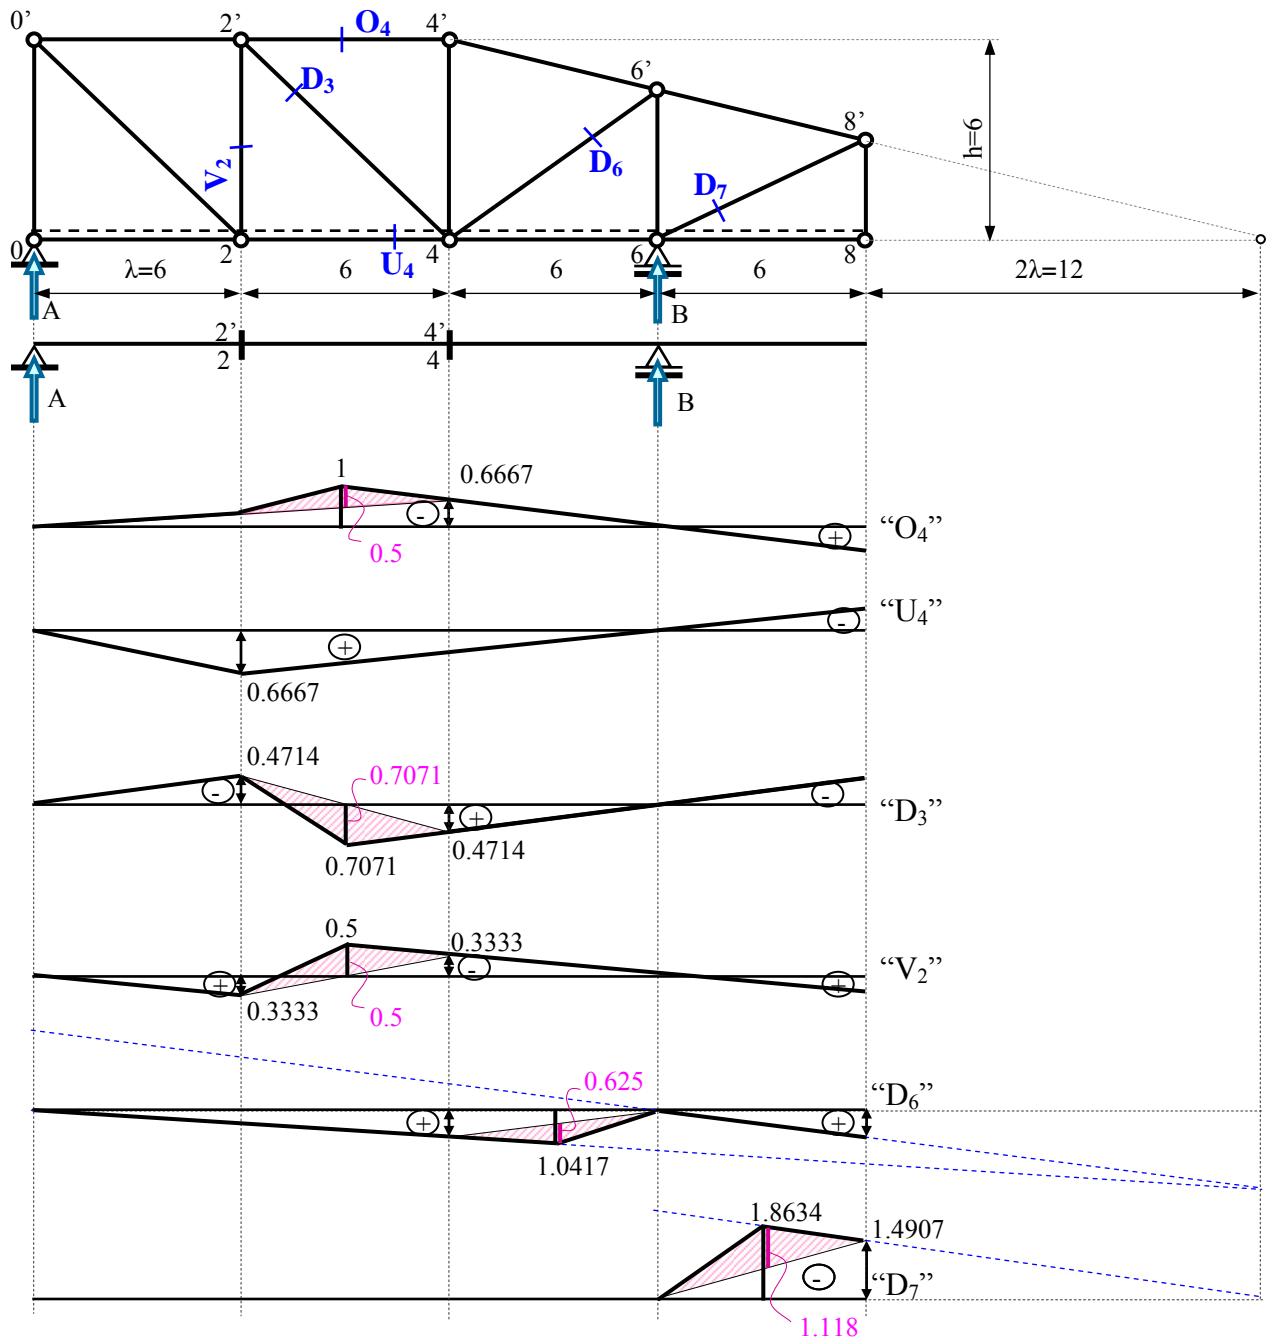 0’ 2’ O4 4’
D3 6’
8’
h=6
V2 D6
D7
0 2 4 6 8
U4
λ=6 6 6 6 2λ=12
A B
2’ 4’
2 4
A B
1 0.6667
- “O4”
+
0.5
“U4”
-
+
0.6667
0.4714
0.7071
- -
+ “D3”
0.4714
0.7071
0.5 0.3333
- “V2”
+ +
0.3333 0.5
0.625
“D6”
+ +
1.0417
1.8634 1.4907
- “D7”
1.118